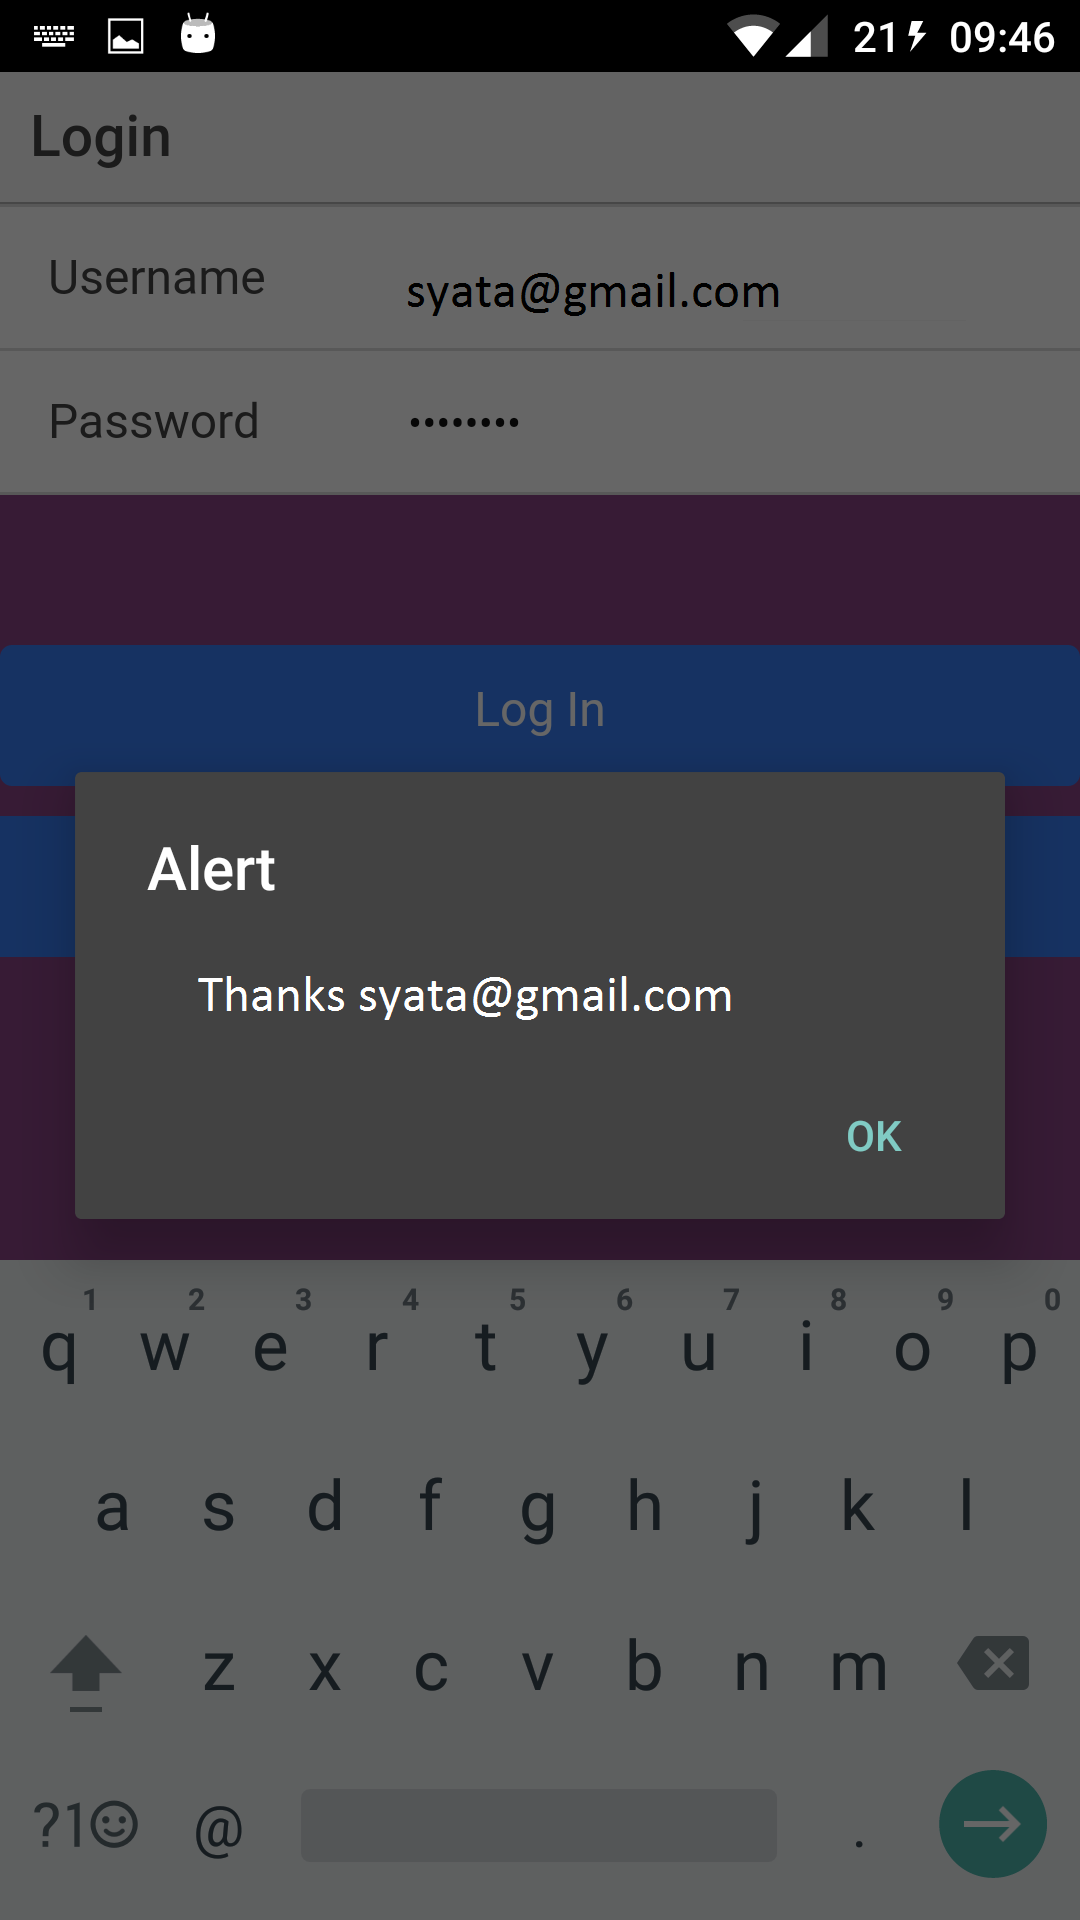 21 09:46
Login
Username syata@gmail.com
Password ••••••••
Log In
Alert
Thanks syata@gmail.com
OK
1 2 3 4 5 6 7 8 9 0
q w e r t y u i o p
a s d f g h j k l
z x c v b n m
?1☺ @ .